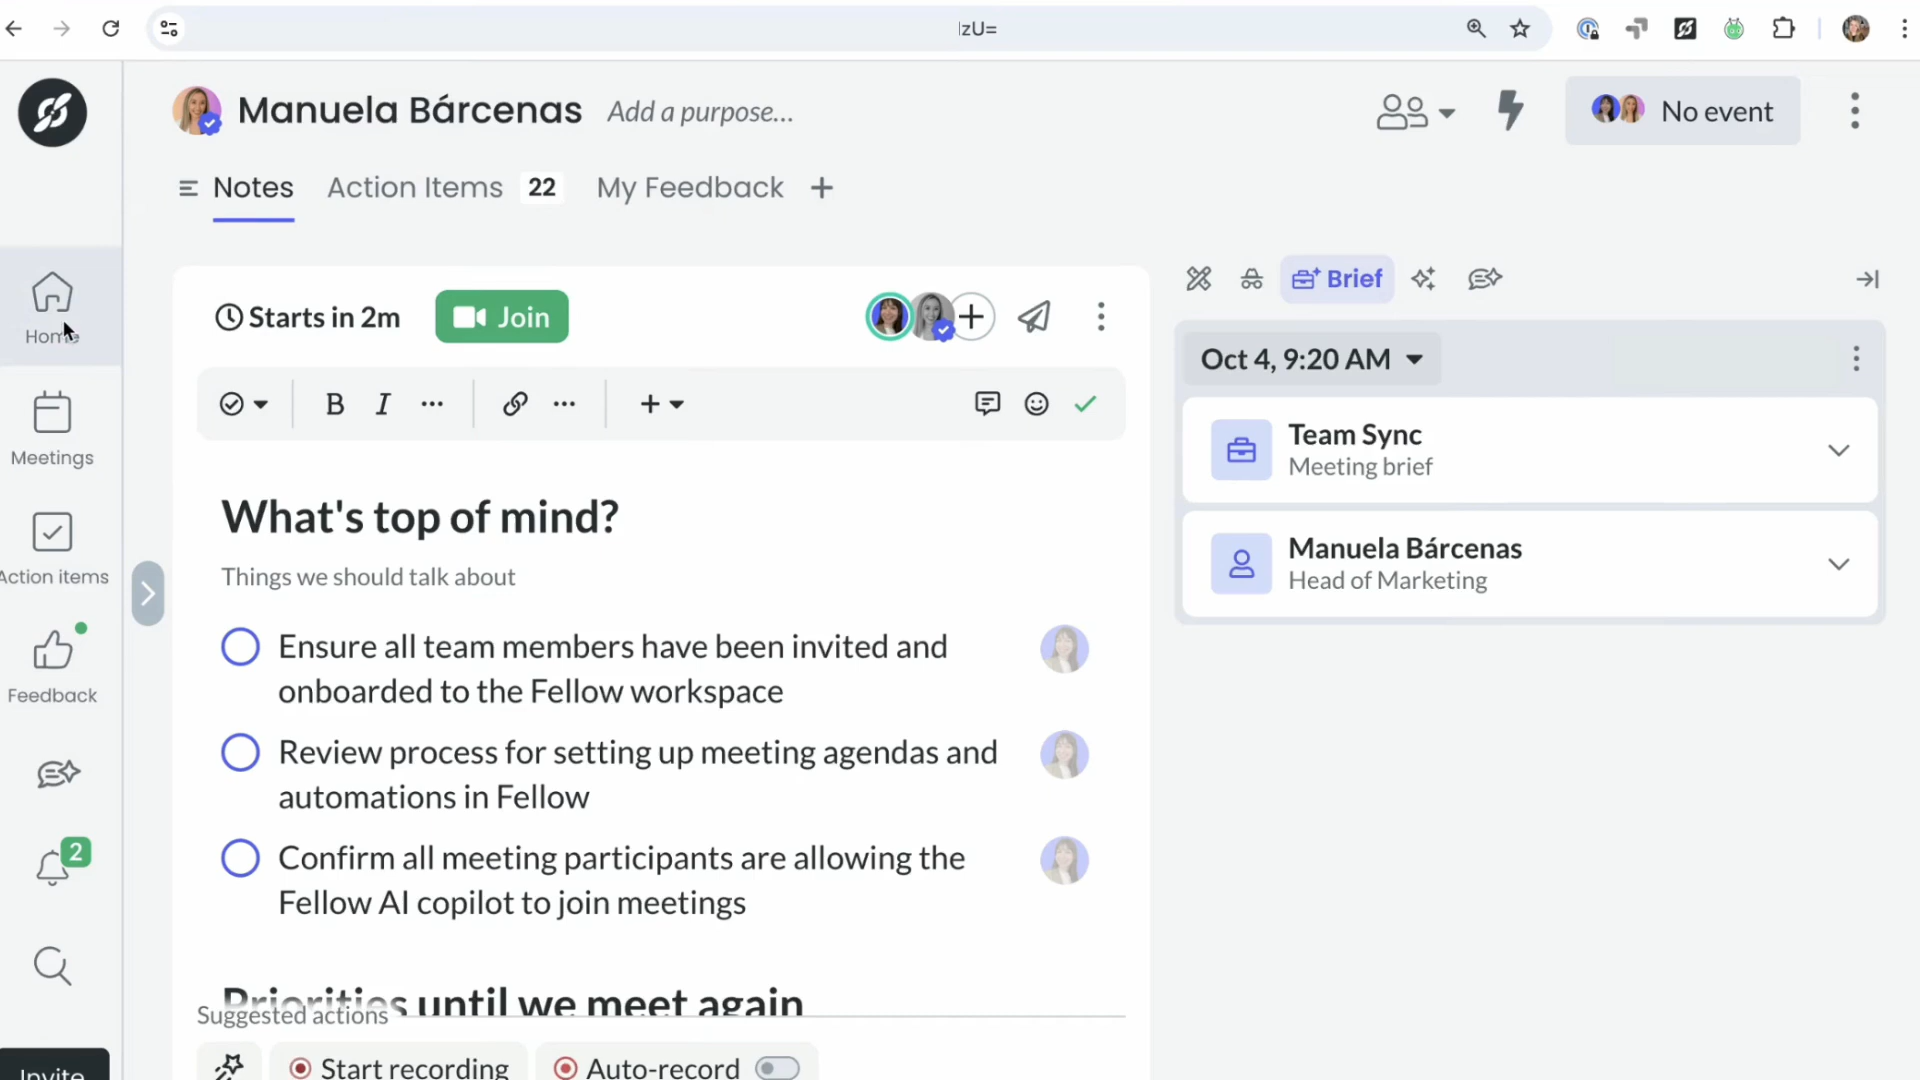 zU=
Manuela Bárcenas
Add a purpose...
No event
Notes
Action Items 22
My Feedback
Home
Meetings
Action items
Feedback
2
Invite
Starts in 2m
Join
B I
What's top of mind?
Things we should talk about
Ensure all team members have been invited and
onboarded to the Fellow workspace
Review process for setting up meeting agendas and
automations in Fellow
Confirm all meeting participants are allowing the
Fellow AI copilot to join meetings
Priorities until we meet again
Suggested actions
Start recording
Auto-record
Brief
Oct 4, 9:20 AM
Team Sync
Meeting brief
Manuela Bárcenas
Head of Marketing